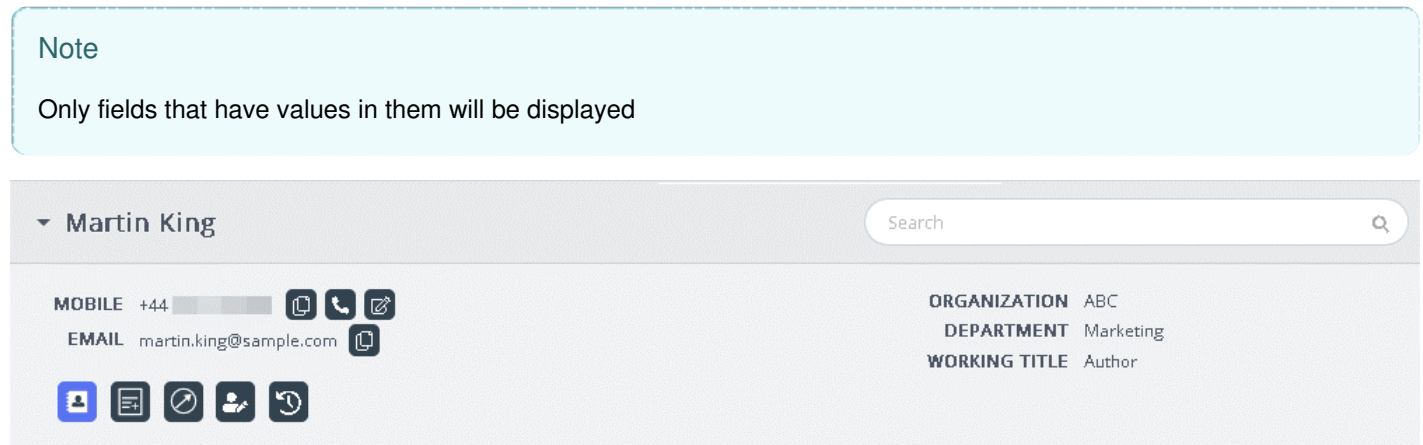 Note
Only fields that have values in them will be displayed
Martin King
Search
MOBILE +44
EMAIL martin.king@sample.com
ORGANIZATION ABC
DEPARTMENT Marketing
WORKING TITLE Author